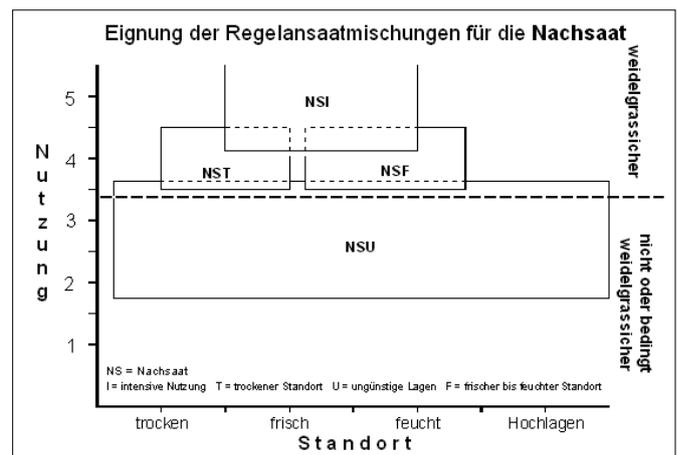 Eignung der Regelansaatmischungen für die Nachsaat
weidelgrassicher
5
NSI
4
NST
NSF
Nutzung
3
NSU
nicht oder bedingt
weidelgrassicher
2
1
NS = Nachsaat
I = intensive Nutzung T = trockener Standort U = ungünstige Lagen F = frischer bis feuchter Standort
trocken frisch feucht Hochlagen
Standort